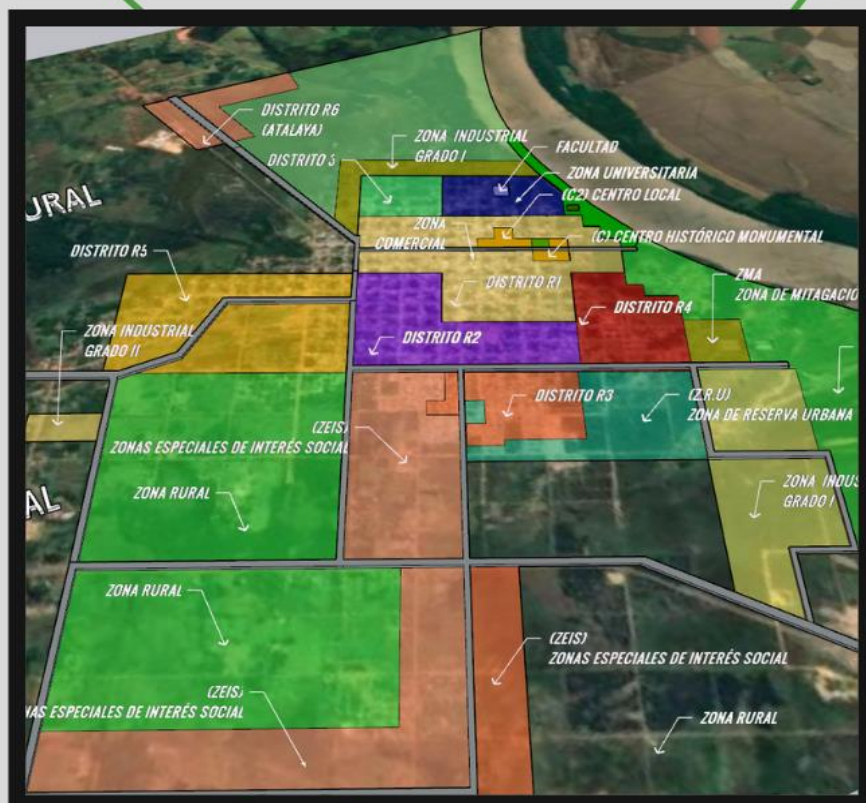 DISTRITO R6
(ATALAYA)
ZONA INDUSTRIAL
GRADO I
FACULTAD
DISTRITO 3
ZONA UNIVERSITARIA
(C2) CENTRO LOCAL
URAL
ZONA
COMERCIAL
(C) CENTRO HISTÓRICO MONUMENTAL
DISTRITO R5
DISTRITO R1
ZMA
ZONA DE MITAGACIO
DISTRITO R4
ZONA INDUSTRIAL
GRADO II
DISTRITO R2
DISTRITO R3
(Z.R.U)
ZONA DE RESERVA URBANA
(ZEIS)
ZONAS ESPECIALES DE INTERÉS SOCIAL
ZONA INDUS
GRADO I
ZONA RURAL
AL
ZONA RURAL
(ZEIS)
ZONAS ESPECIALES DE INTERÉS SOCIAL
(ZEIS)
NAS ESPECIALES DE INTERÉS SOCIAL
ZONA RURAL